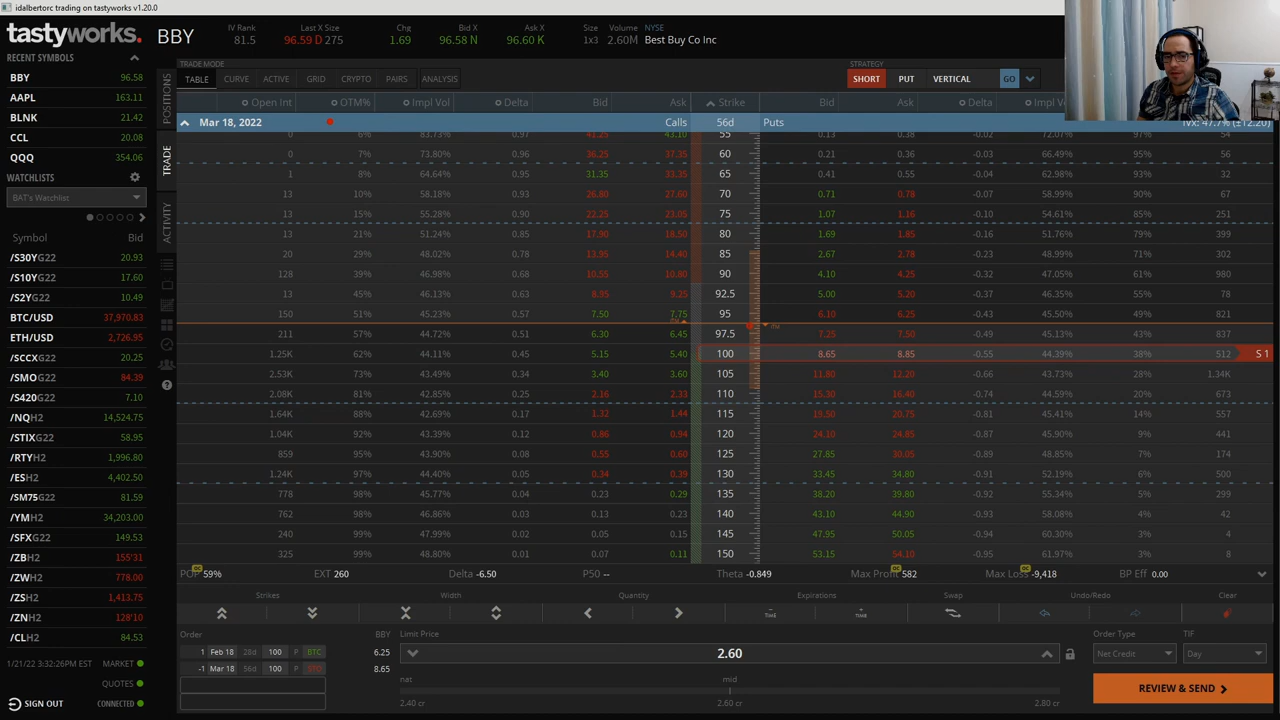 idalbertorc trading on tastyworks v1.20.0
tastyworks.
BBY
IV Rank
81.5
Last X Size
96.59 D 275
Chg
1.69
Bid X
96.58 N
Ask X
96.60 K
Size
1x3
Volume
2.60M
NYSE
Best Buy Co Inc
RECENT SYMBOLS
BBY 96.58
AAPL 163.11
BLNK 21.42
CCL 20.08
QQQ 354.06
WATCHLISTS
BAT's Watchlist
Symbol Bid
/S30YG22 20.93
/S10YG22 17.60
/S2YG22 10.49
BTC/USD 37,970.83
ETH/USD 2,726.95
/SCCXG22 20.15
/SMOG22 84.39
/S420G22 7.10
/NQH2 14,524.75
/STIXG22 58.95
/RTYH2 1,996.80
/ESH2 4,402.50
/SM75G22 81.59
/YMH2 34,203.00
/SFXG22 149.53
/ZBH2 155'31
/ZWH2 778.00
/ZSH2 1,413.75
/ZNH2 128'10
/CLH2 84.53
1/21/22 3:32:26PM EST MARKET
QUOTES
SIGN OUT CONNECTED
POSITIONS
TRADE
ACTIVITY
TRADE MODE
TABLE CURVE ACTIVE GRID CRYPTO PAIRS ANALYSIS
STRATEGY
SHORT PUT VERTICAL GO
Open Int OTM% Impl Vol Delta Bid Ask Strike Bid Ask Delta Impl Vol
Mar 18, 2022 Calls 56d Puts IVx: 47.7% (±12.20)
0 6% 83.73% 0.97 41.25 43.10 55 0.13 0.38 -0.02 72.07% 97% 54
0 7% 73.80% 0.96 36.25 37.35 60 0.21 0.36 -0.03 66.49% 97% 56
1 8% 64.64% 0.95 31.35 33.35 65 0.41 0.55 -0.04 62.98% 93% 32
13 10% 58.18% 0.93 26.80 27.60 70 0.71 0.78 -0.07 58.59% 90% 67
13 15% 55.28% 0.90 22.25 23.05 75 1.07 1.16 -0.10 54.61% 85% 251
13 21% 51.24% 0.85 17.90 18.50 80 1.69 1.85 -0.16 51.76% 79% 399
20 29% 48.02% 0.78 13.95 14.40 85 2.67 2.78 -0.23 48.99% 71% 302
128 39% 46.98% 0.68 10.55 10.80 90 4.10 4.25 -0.32 47.05% 61% 980
13 45% 46.13% 0.63 8.85 9.25 92.5 5.00 5.20 -0.37 46.35% 55% 78
150 51% 45.23% 0.57 7.50 7.75 95 6.10 6.25 -0.43 45.60% 49% 821
211 57% 44.72% 0.51 6.30 6.45 97.5 7.25 7.50 -0.49 45.13% 43% 837
1.25K 62% 44.11% 0.45 5.15 5.40 100 8.65 8.85 -0.55 44.39% 38% 512 S 1
2.53K 73% 43.13% 0.34 3.40 3.60 105 11.80 12.20 -0.66 43.73% 28% 1.34K
2.08K 81% 42.85% 0.25 2.16 2.33 110 15.30 16.40 -0.74 44.59% 20% 673
1.64K 88% 42.69% 0.17 1.32 1.44 115 19.50 20.75 -0.81 45.41% 14% 557
1.04K 92% 43.39% 0.12 0.86 0.94 120 24.10 24.85 -0.87 45.90% 9% 441
859 95% 43.93% 0.08 0.55 0.60 125 27.85 30.05 -0.89 48.85% 7% 174
1.24K 97% 44.40% 0.05 0.34 0.39 130 33.45 34.80 -0.91 52.19% 6% 500
778 98% 45.77% 0.04 0.23 0.29 135 38.20 39.80 -0.92 55.34% 5% 299
762 98% 46.86% 0.03 0.13 0.23 140 43.10 44.90 -0.93 58.08% 4% 42
240 99% 47.94% 0.02 0.05 0.15 145 47.95 50.05 -0.94 60.97% 3% 8
325 99% 48.80% 0.01 0.07 0.11 150 53.15 54.10 -0.95 61.97% 3% 8
POP 59% EXT 260 Delta -6.50 P50 -- Theta -0.849 Max Profit 582 Max Loss -9,418 BP Eff 0.00
Strikes Width Quantity Expirations Swap Undo/Redo Clear
TIME TIME
Order BBY Limit Price Order Type TIF
1 Feb 18 28d 100 P BTC 6.25
-1 Mar 18 56d 100 P STO 8.65
2.60
Net Credit Day
nat mid
2.40 cr 2.60 cr 2.80 cr
REVIEW & SEND